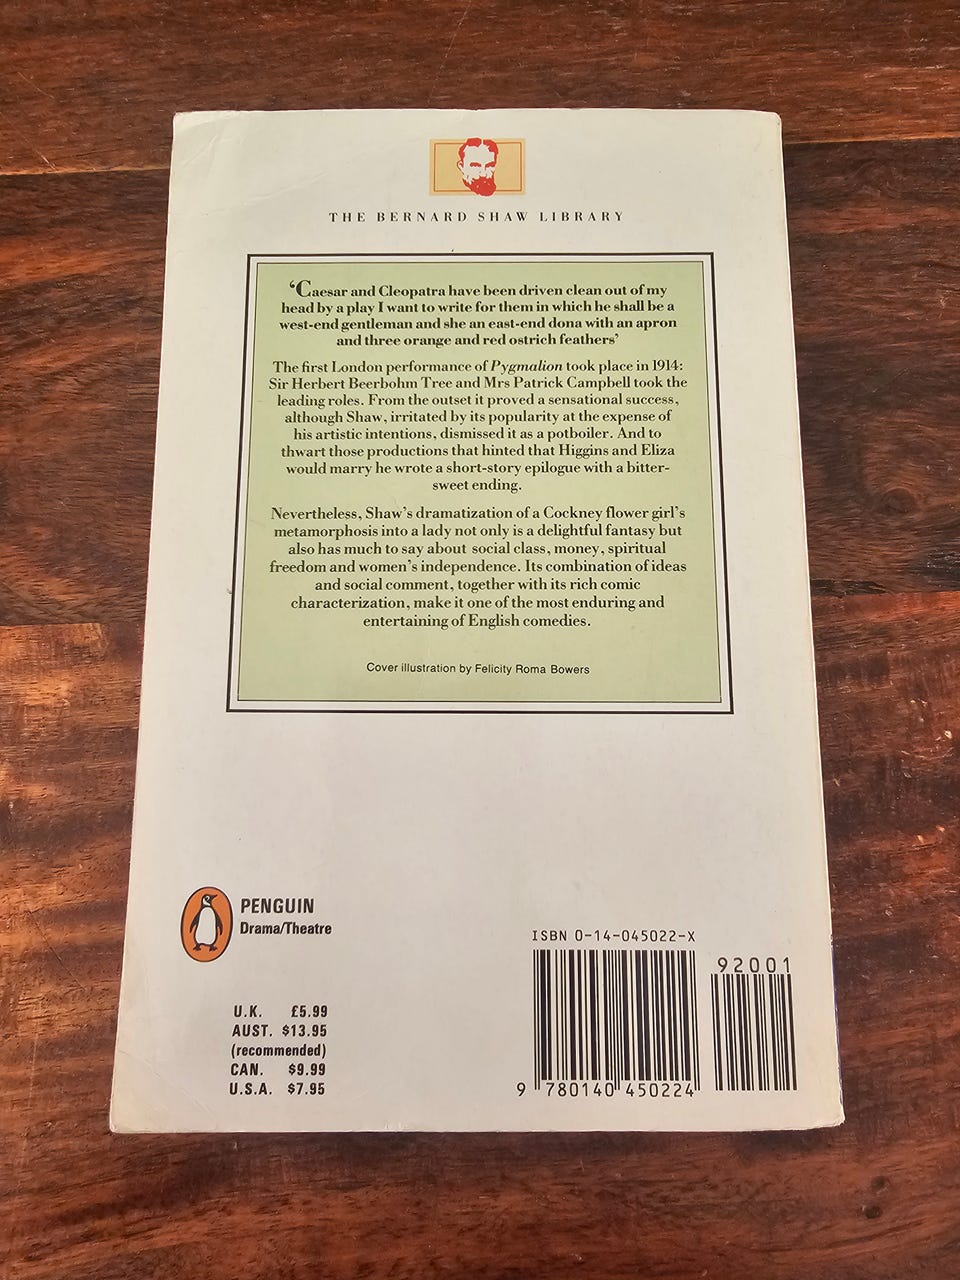 THE BERNARD SHAW LIBRARY
‘Caesar and Cleopatra have been driven clean out of my
head by a play I want to write for them in which he shall be a
west-end gentleman and she an east-end dona with an apron
and three orange and red ostrich feathers’
The first London performance of Pygmalion took place in 1914:
Sir Herbert Beerbohm Tree and Mrs Patrick Campbell took the
leading roles. From the outset it proved a sensational success,
although Shaw, irritated by its popularity at the expense of
his artistic intentions, dismissed it as a potboiler. And to
thwart those productions that hinted that Higgins and Eliza
would marry he wrote a short-story epilogue with a bitter-
sweet ending.
Nevertheless, Shaw’s dramatization of a Cockney flower girl’s
metamorphosis into a lady not only is a delightful fantasy but
also has much to say about social class, money, spiritual
freedom and women’s independence. Its combination of ideas
and social comment, together with its rich comic
characterization, make it one of the most enduring and
entertaining of English comedies.
Cover illustration by Felicity Roma Bowers
PENGUIN
Drama/Theatre
U.K. £5.99
AUST. $13.95
(recommended)
CAN. $9.99
U.S.A. $7.95
ISBN 0-14-045022-X
92001
9 780140 450224